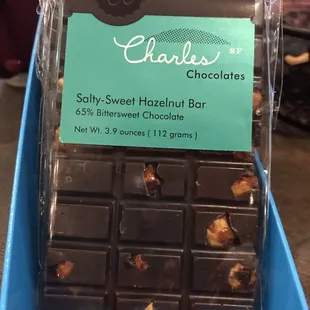 Charles SF
Chocolates
Salty-Sweet Hazelnut Bar
65% Bittersweet Chocolate
Net Wt. 3.9 ounces ( 112 grams )